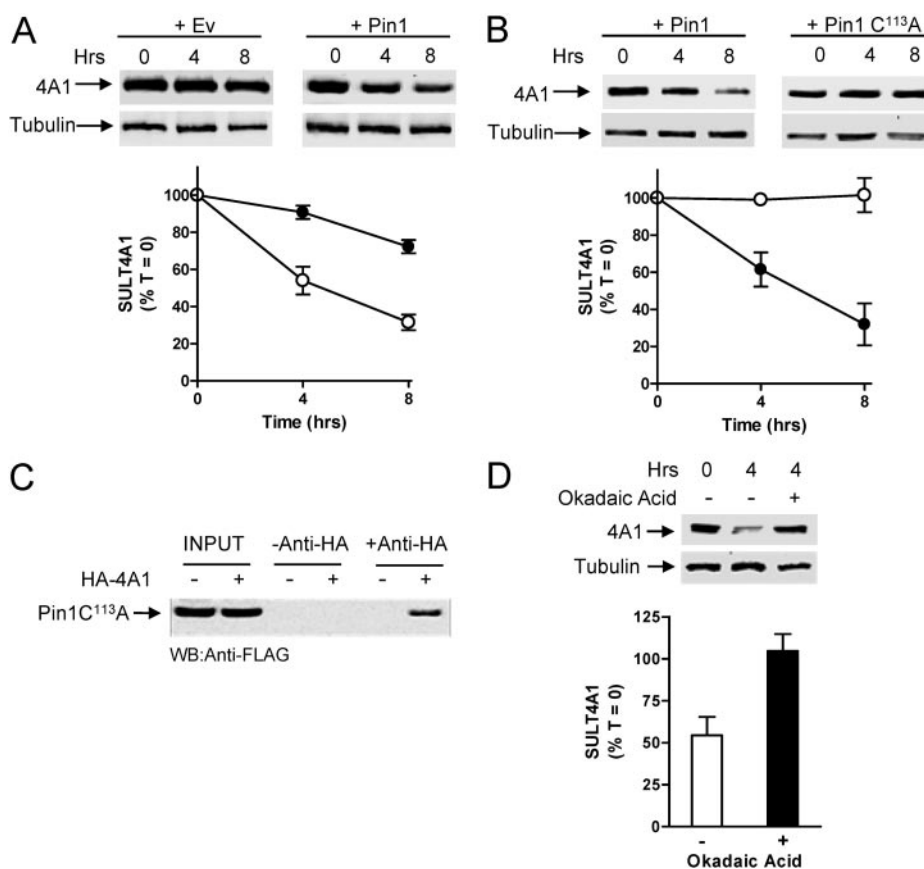 A
+ Ev + Pin1
Hrs 0 4 8 0 4 8
4A1
Tubulin
100
80
60
40
20
0
SULT4A1
(% T = 0)
0 4 8
Time (hrs)
B
+ Pin1 + Pin1 C¹¹³A
Hrs 0 4 8 0 4 8
4A1
Tubulin
100
80
60
40
20
0
SULT4A1
(% T = 0)
0 4 8
Time (hrs)
C
INPUT -Anti-HA +Anti-HA
HA-4A1 - + - + - +
Pin1C¹¹³A
WB:Anti-FLAG
D
Hrs 0 4 4
Okadaic Acid - - +
4A1
Tubulin
125
100
75
50
25
0
SULT4A1
(% T = 0)
- +
Okadaic Acid